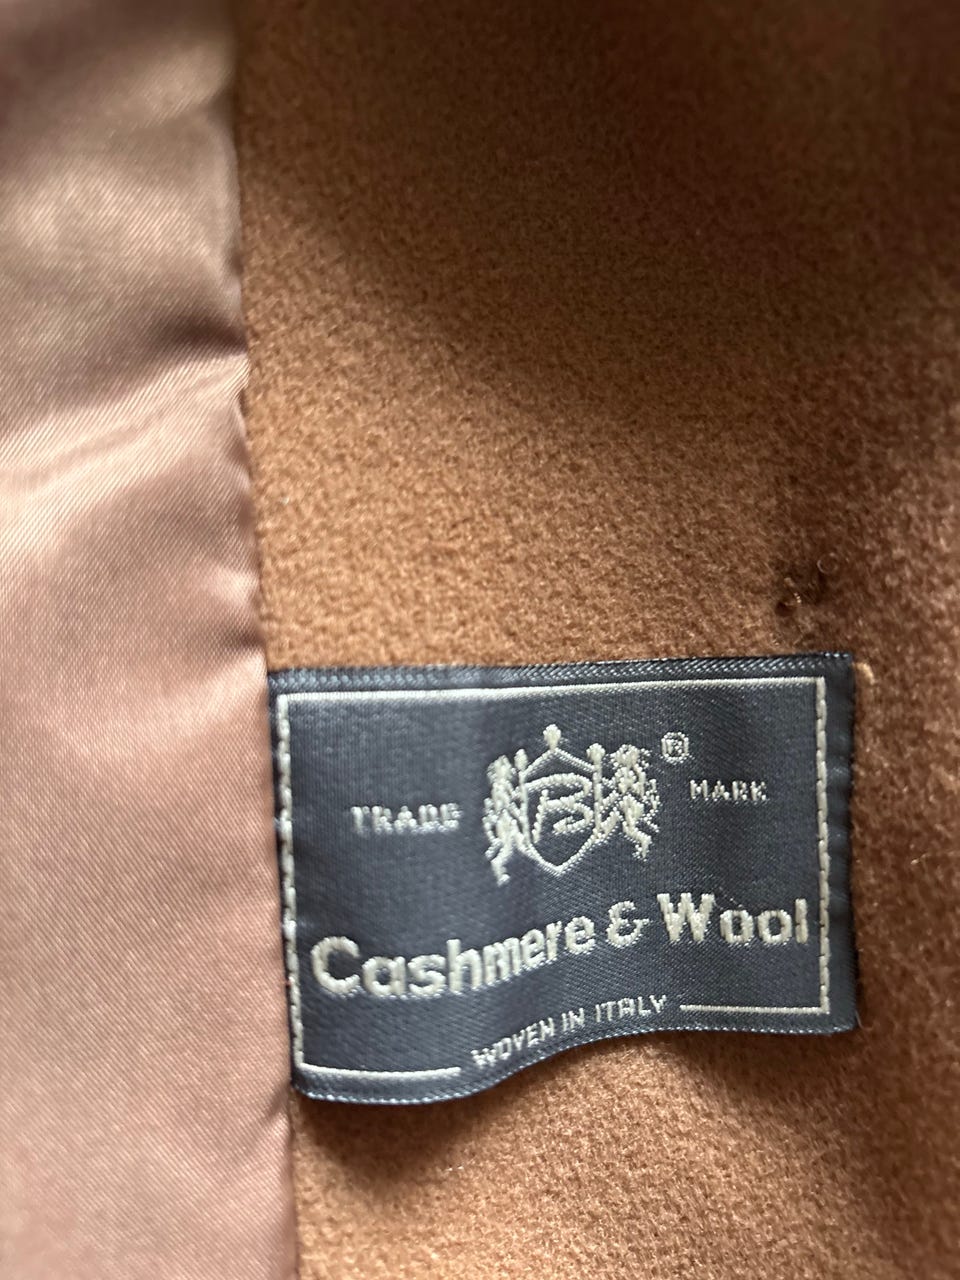 TRADE B ® MARK
Cashmere & Wool
WOVEN IN ITALY